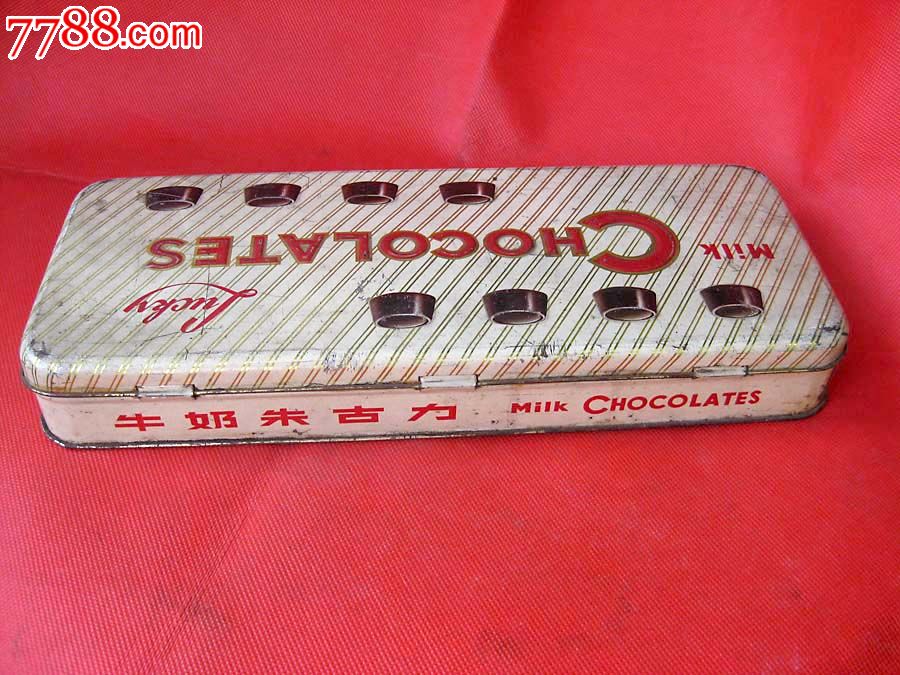 7788.com
Milk
CHOCOLATES
Lucky
牛奶朱古力 Milk CHOCOLATES